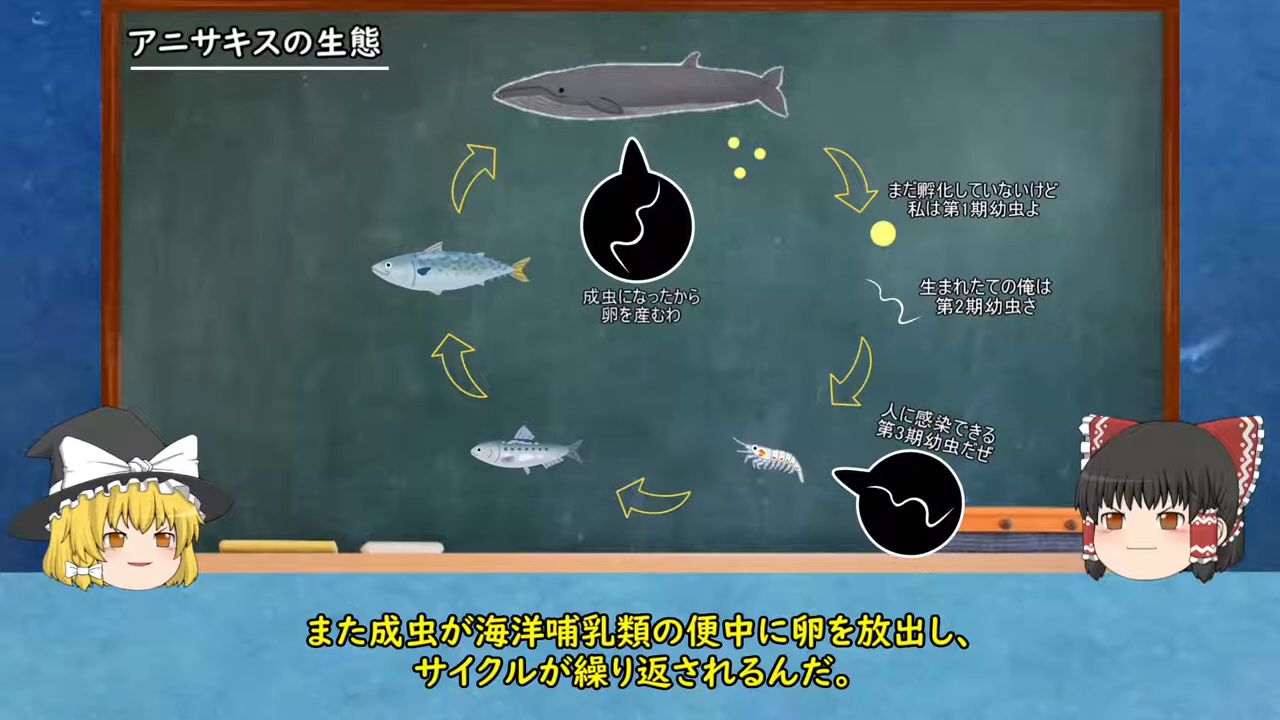 アニサキスの生態
まだ孵化していないけど
私は第1期幼虫よ
生まれたての俺は
第2期幼虫さ
成虫になったから
卵を産むわ
人に感染できる
第3期幼虫だぜ
また成虫が海洋哺乳類の便中に卵を放出し、
サイクルが繰り返されるんだ。